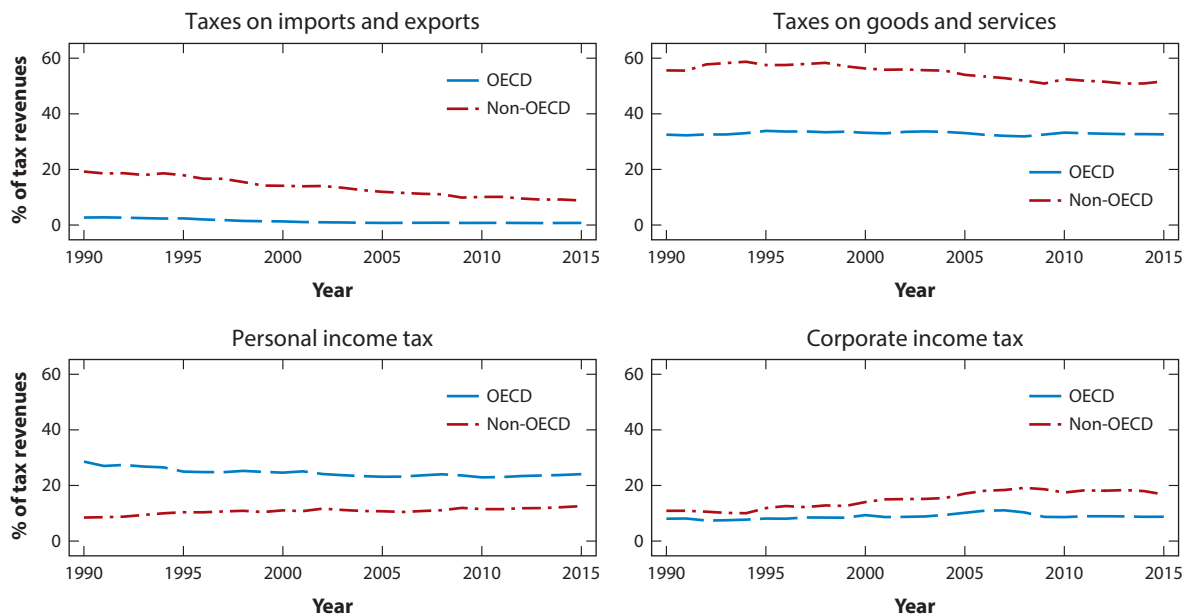 Taxes on imports and exports
% of tax revenues
60
40
20
0
OECD
Non-OECD
1990 1995 2000 2005 2010 2015
Year
Taxes on goods and services
60
40
20
0
OECD
Non-OECD
1990 1995 2000 2005 2010 2015
Year
Personal income tax
% of tax revenues
60
40
20
0
OECD
Non-OECD
1990 1995 2000 2005 2010 2015
Year
Corporate income tax
60
40
20
0
OECD
Non-OECD
1990 1995 2000 2005 2010 2015
Year